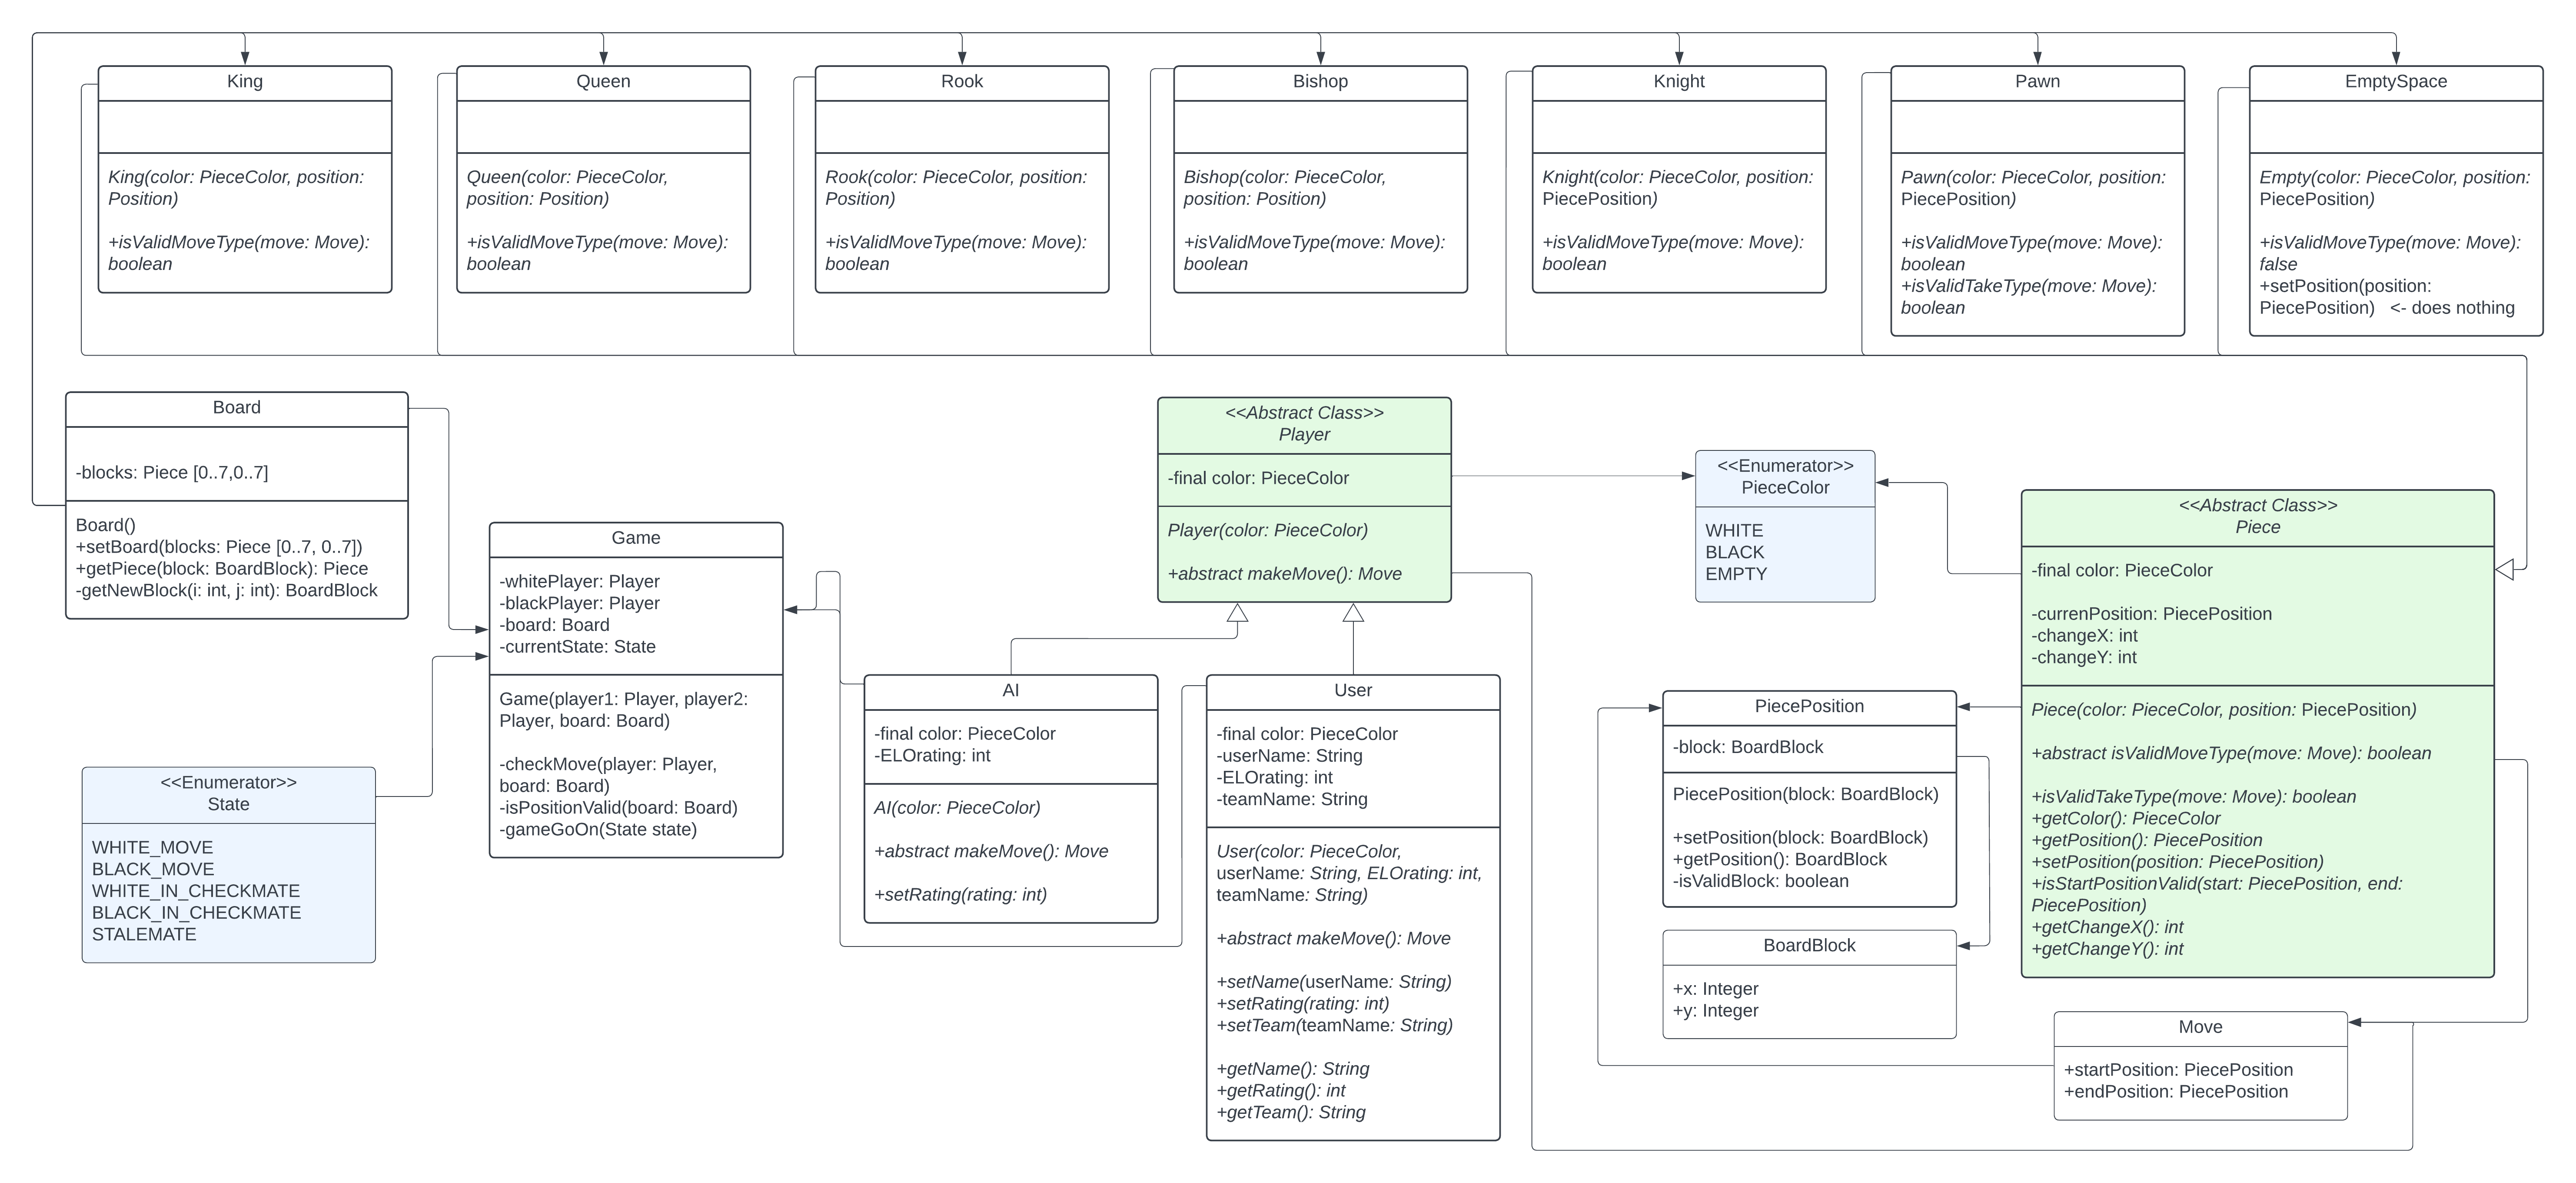 King
King(color: PieceColor, position:
Position)
+isValidMoveType(move: Move):
boolean
Queen
Queen(color: PieceColor,
position: Position)
+isValidMoveType(move: Move):
boolean
Rook
Rook(color: PieceColor, position:
Position)
+isValidMoveType(move: Move):
boolean
Bishop
Bishop(color: PieceColor,
position: Position)
+isValidMoveType(move: Move):
boolean
Knight
Knight(color: PieceColor, position:
PiecePosition)
+isValidMoveType(move: Move):
boolean
Pawn
Pawn(color: PieceColor, position:
PiecePosition)
+isValidMoveType(move: Move):
boolean
+isValidTakeType(move: Move):
boolean
EmptySpace
Empty(color: PieceColor, position:
PiecePosition)
+isValidMoveType(move: Move):
false
+setPosition(position:
PiecePosition)   <- does nothing
Board
-blocks: Piece [0..7,0..7]
Board()
+setBoard(blocks: Piece [0..7, 0..7])
+getPiece(block: BoardBlock): Piece
-getNewBlock(i: int, j: int): BoardBlock
<<Enumerator>>
State
WHITE_MOVE
BLACK_MOVE
WHITE_IN_CHECKMATE
BLACK_IN_CHECKMATE
STALEMATE
Game
-whitePlayer: Player
-blackPlayer: Player
-board: Board
-currentState: State
Game(player1: Player, player2:
Player, board: Board)
-checkMove(player: Player,
board: Board)
-isPositionValid(board: Board)
-gameGoOn(State state)
<<Abstract Class>>
Player
-final color: PieceColor
Player(color: PieceColor)
+abstract makeMove(): Move
AI
-final color: PieceColor
-ELOrating: int
AI(color: PieceColor)
+abstract makeMove(): Move
+setRating(rating: int)
User
-final color: PieceColor
-userName: String
-ELOrating: int
-teamName: String
User(color: PieceColor,
userName: String, ELOrating: int,
teamName: String)
+abstract makeMove(): Move
+setName(userName: String)
+setRating(rating: int)
+setTeam(teamName: String)
+getName(): String
+getRating(): int
+getTeam(): String
<<Enumerator>>
PieceColor
WHITE
BLACK
EMPTY
PiecePosition
-block: BoardBlock
PiecePosition(block: BoardBlock)
+setPosition(block: BoardBlock)
+getPosition(): BoardBlock
-isValidBlock: boolean
BoardBlock
+x: Integer
+y: Integer
<<Abstract Class>>
Piece
-final color: PieceColor
-currenPosition: PiecePosition
-changeX: int
-changeY: int
Piece(color: PieceColor, position: PiecePosition)
+abstract isValidMoveType(move: Move): boolean
+isValidTakeType(move: Move): boolean
+getColor(): PieceColor
+getPosition(): PiecePosition
+setPosition(position: PiecePosition)
+isStartPositionValid(start: PiecePosition, end:
PiecePosition)
+getChangeX(): int
+getChangeY(): int
Move
+startPosition: PiecePosition
+endPosition: PiecePosition